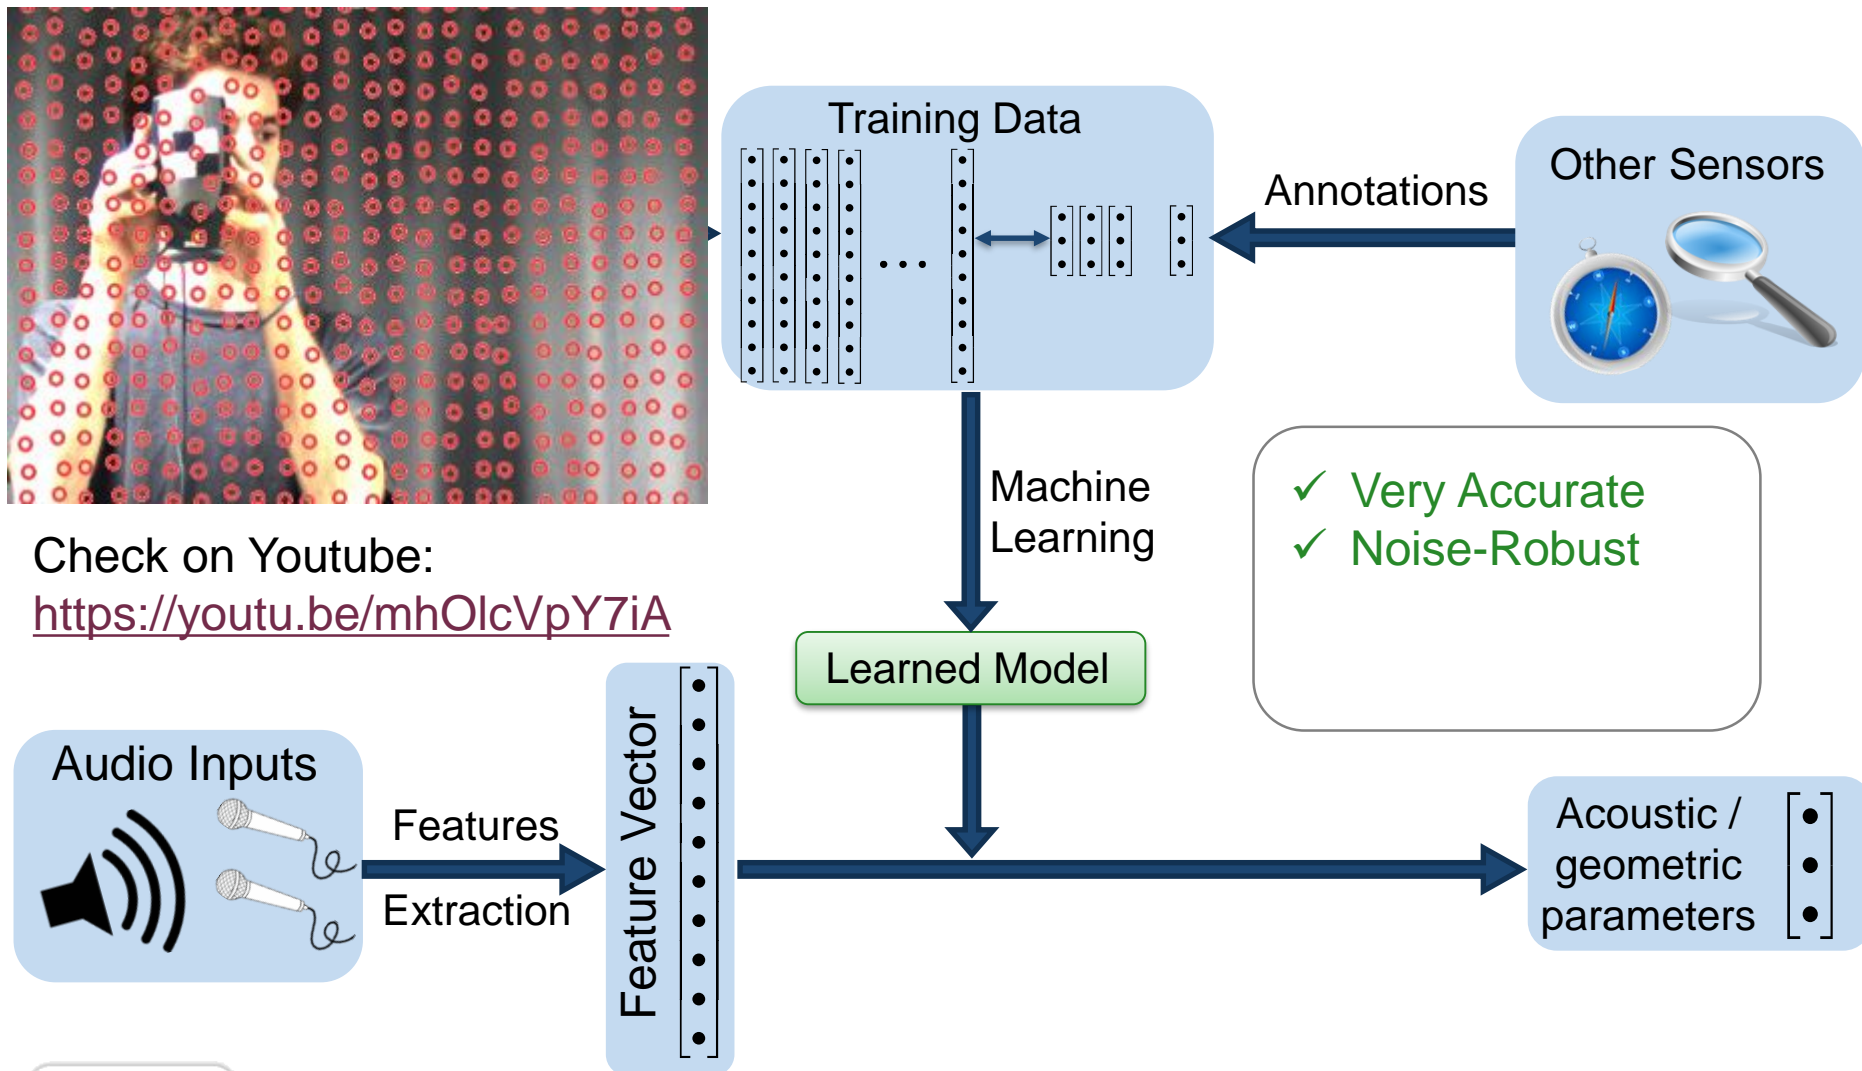 Training Data
Other Sensors
Annotations
Machine
Learning
✓ Very Accurate
✓ Noise-Robust
Check on Youtube:
https://youtu.be/mhOlcVpY7iA
Learned Model
Audio Inputs
Features
Extraction
Feature Vector
Acoustic /
geometric
parameters